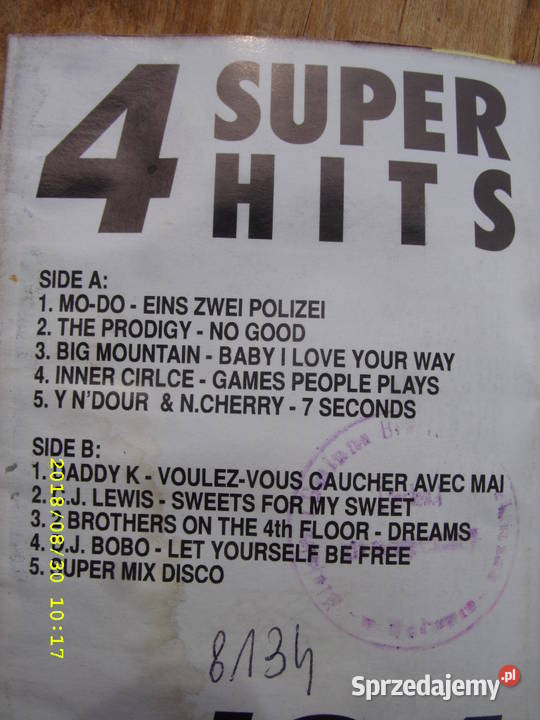 4 SUPER
HITS
SIDE A:
1. MO-DO - EINS ZWEI POLIZEI
2. THE PRODIGY - NO GOOD
3. BIG MOUNTAIN - BABY I LOVE YOUR WAY
4. INNER CIRLCE - GAMES PEOPLE PLAYS
5. Y N'DOUR & N.CHERRY - 7 SECONDS
SIDE B:
1. DADDY K - VOULEZ-VOUS CAUCHER AVEC MAI
2. C.J. LEWIS - SWEETS FOR MY SWEET
3. 2 BROTHERS ON THE 4th FLOOR - DREAMS
4. D.J. BOBO - LET YOURSELF BE FREE
5. SUPER MIX DISCO
2018/08/30 10:17
8134
Sprzedajemy.pl